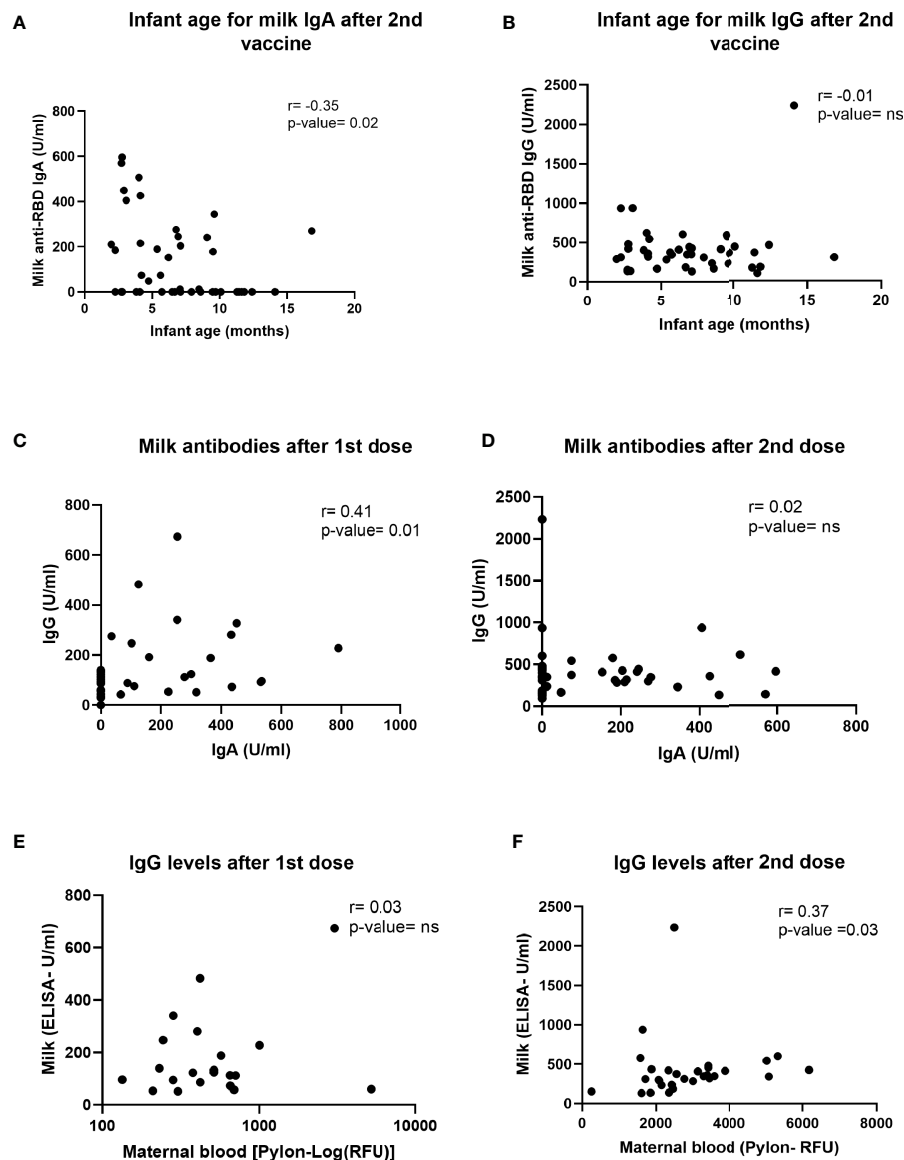 A
Infant age for milk IgA after 2nd
vaccine
r= -0.35
p-value= 0.02
Milk anti-RBD IgA (U/ml)
800
600
400
200
0
0 5 10 15 20
Infant age (months)
B
Infant age for milk IgG after 2nd
vaccine
r= -0.01
p-value= ns
Milk anti-RBD IgG (U/ml)
2500
2000
1500
1000
500
0
0 5 10 15 20
Infant age (months)
C
Milk antibodies after 1st dose
r= 0.41
p-value= 0.01
IgG (U/ml)
800
600
400
200
0
0 200 400 600 800 1000
IgA (U/ml)
D
Milk antibodies after 2nd dose
r= 0.02
p-value= ns
IgG (U/ml)
2500
2000
1500
1000
500
0
0 200 400 600 800
IgA (U/ml)
E
IgG levels after 1st dose
r= 0.03
p-value= ns
Milk (ELISA- U/ml)
800
600
400
200
0
100 1000 10000
Maternal blood [Pylon-Log(RFU)]
F
IgG levels after 2nd dose
r= 0.37
p-value =0.03
Milk (ELISA- U/ml)
2500
2000
1500
1000
500
0
0 2000 4000 6000 8000
Maternal blood (Pylon- RFU)